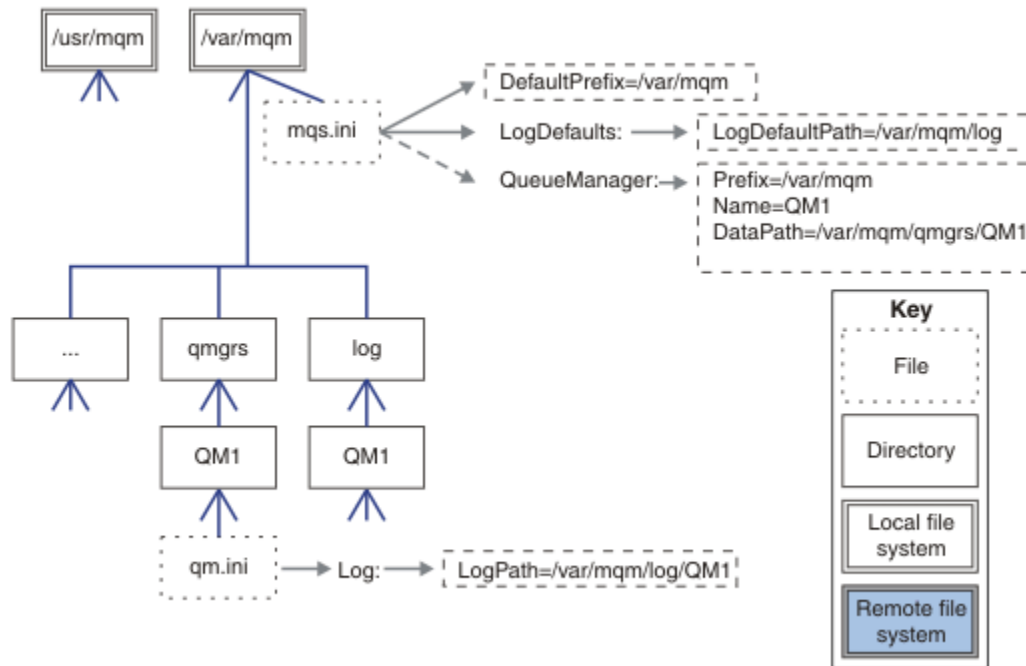 /usr/mqm
/var/mqm
mqs.ini
DefaultPrefix=/var/mqm
LogDefaults:
LogDefaultPath=/var/mqm/log
QueueManager:
Prefix=/var/mqm
Name=QM1
DataPath=/var/mqm/qmgrs/QM1
...
qmgrs
log
QM1
QM1
qm.ini
Log:
LogPath=/var/mqm/log/QM1
Key
File
Directory
Local file
system
Remote file
system